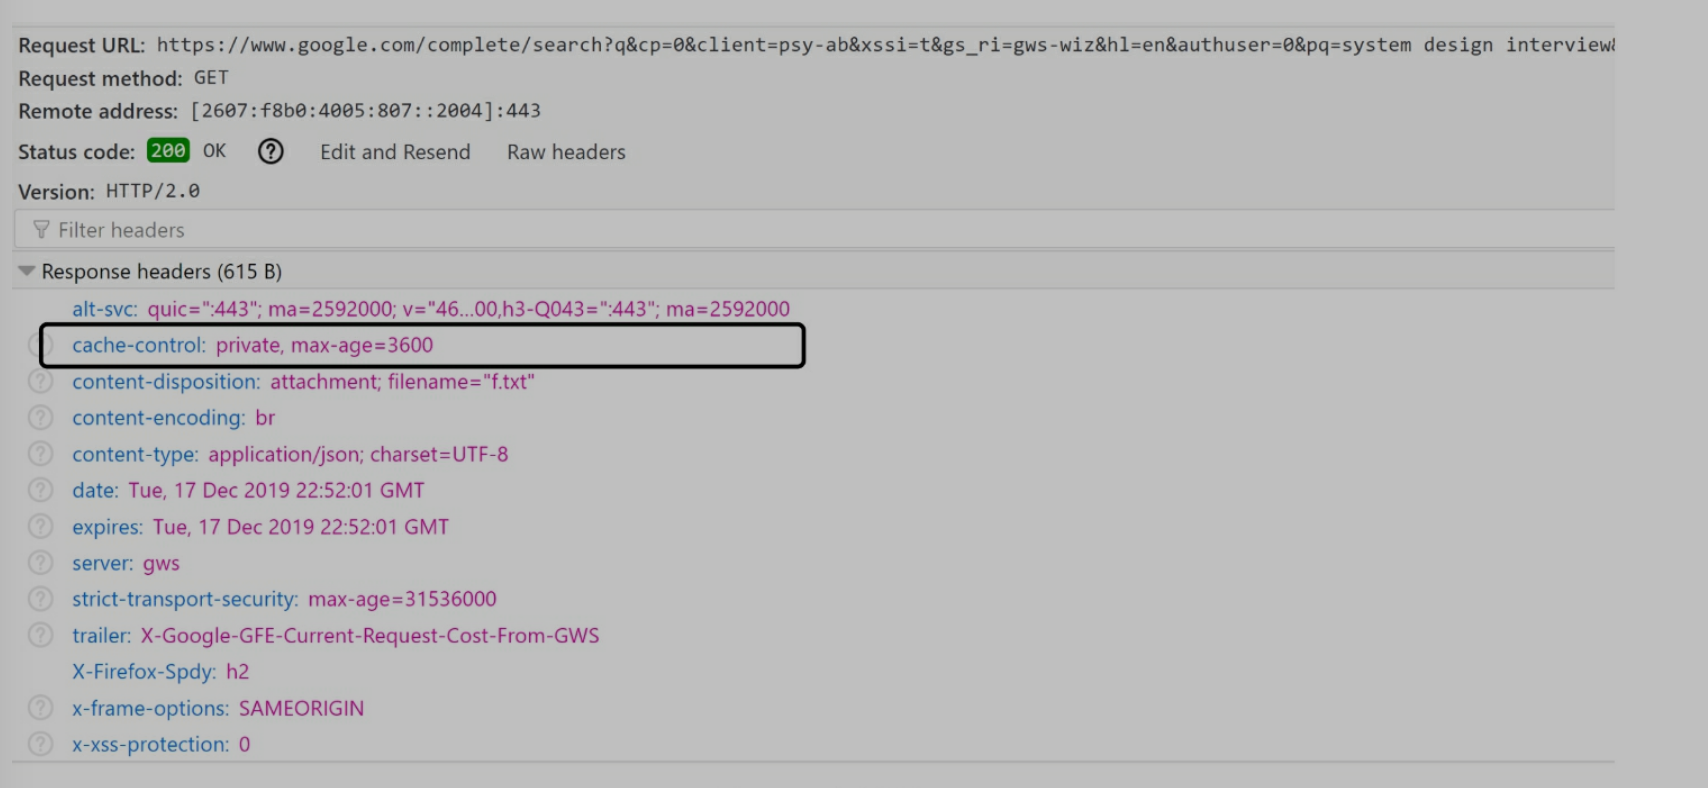 Request URL: https://www.google.com/complete/search?q&cp=0&client=psy-ab&xssi=t&gs_ri=gws-wiz&hl=en&authuser=0&pq=system design interview&
Request method: GET
Remote address: [2607:f8b0:4005:807::2004]:443
Status code: 200 OK ? Edit and Resend Raw headers
Version: HTTP/2.0
Filter headers
Response headers (615 B)
alt-svc: quic=":443"; ma=2592000; v="46...00,h3-Q043=":443"; ma=2592000
cache-control: private, max-age=3600
? content-disposition: attachment; filename="f.txt"
? content-encoding: br
? content-type: application/json; charset=UTF-8
? date: Tue, 17 Dec 2019 22:52:01 GMT
? expires: Tue, 17 Dec 2019 22:52:01 GMT
? server: gws
? strict-transport-security: max-age=31536000
? trailer: X-Google-GFE-Current-Request-Cost-From-GWS
X-Firefox-Spdy: h2
? x-frame-options: SAMEORIGIN
? x-xss-protection: 0